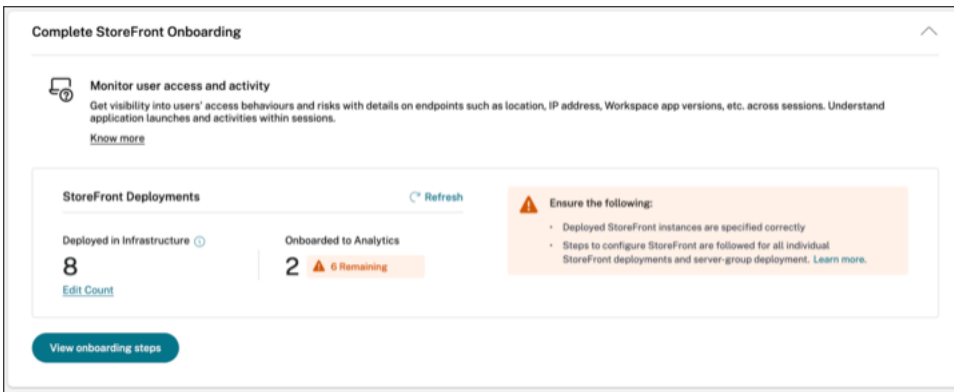 Complete StoreFront Onboarding
Monitor user access and activity
Get visibility into users' access behaviours and risks with details on endpoints such as location, IP address, Workspace app versions, etc. across sessions. Understand
application launches and activities within sessions.
Know more
StoreFront Deployments
Refresh
Deployed in Infrastructure
8
Edit Count
Onboarded to Analytics
2
6 Remaining
Ensure the following:
• Deployed StoreFront instances are specified correctly
• Steps to configure StoreFront are followed for all individual
StoreFront deployments and server-group deployment. Learn more.
View onboarding steps